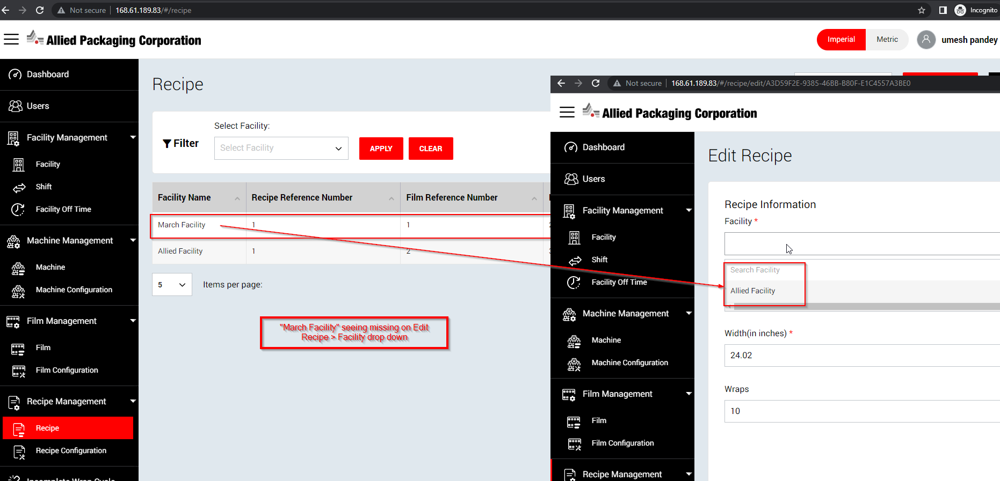 Not secure | 168.61.189.83/#/recipe
Incognito
Allied Packaging Corporation
Imperial
Metric
umesh pandey
Dashboard
Users
Facility Management
Facility
Shift
Facility Off Time
Machine Management
Machine
Machine Configuration
Film Management
Film
Film Configuration
Recipe Management
Recipe
Recipe Configuration
Incomplete Wrap Cycle
Recipe
Filter
Select Facility:
Select Facility
APPLY
CLEAR
Facility Name
Recipe Reference Number
Film Reference Number
March Facility
1
1
Allied Facility
1
2
5
Items per page:
"March Facility" seeing missing on Edit
Recipe > Facility drop down
Not secure | 168.61.189.83/#/recipe/edit/A3D59F2E-9385-46BB-B80F-E1C4557A3BE0
Allied Packaging Corporation
Dashboard
Users
Facility Management
Facility
Shift
Facility Off Time
Machine Management
Machine
Machine Configuration
Film Management
Film
Film Configuration
Recipe Management
Edit Recipe
Recipe Information
Facility *
Search Facility
Allied Facility
Width(in inches) *
24.02
Wraps
10